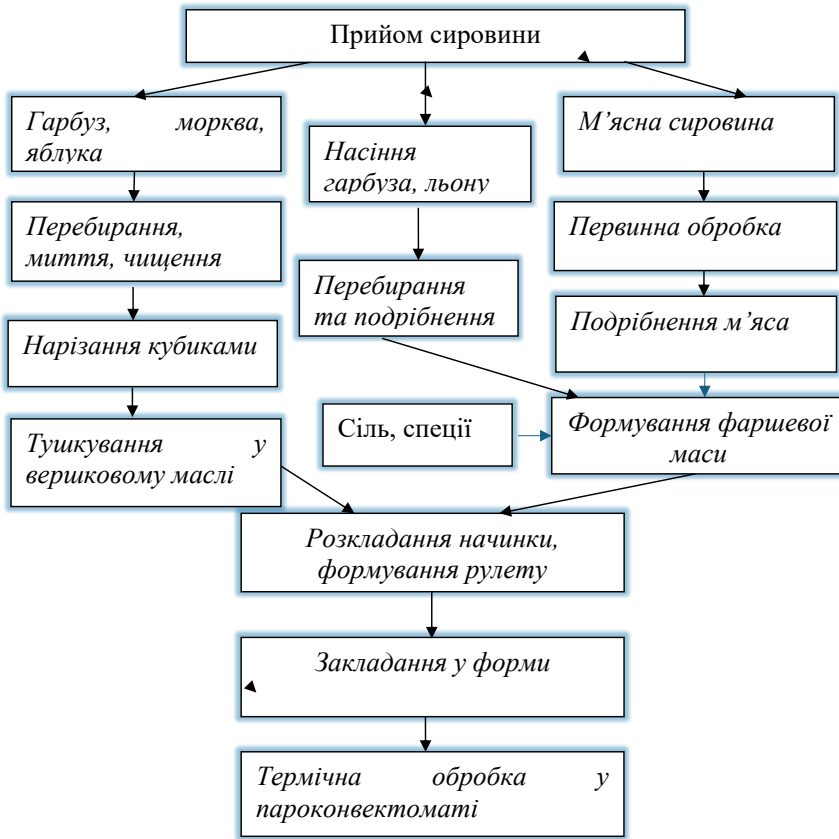 Прийом сировини
Гарбуз, морква,
яблука
Насіння
гарбуза, льону
М’ясна сировина
Перебирання,
миття, чищення
Первинна обробка
Перебирання
та подрібнення
Нарізання кубиками
Подрібнення м’яса
Тушкування у
вершковому маслі
Сіль, спеції
Формування фаршевої
маси
Розкладання начинки,
формування рулету
Закладання у форми
Термічна обробка у
пароконвектоматі